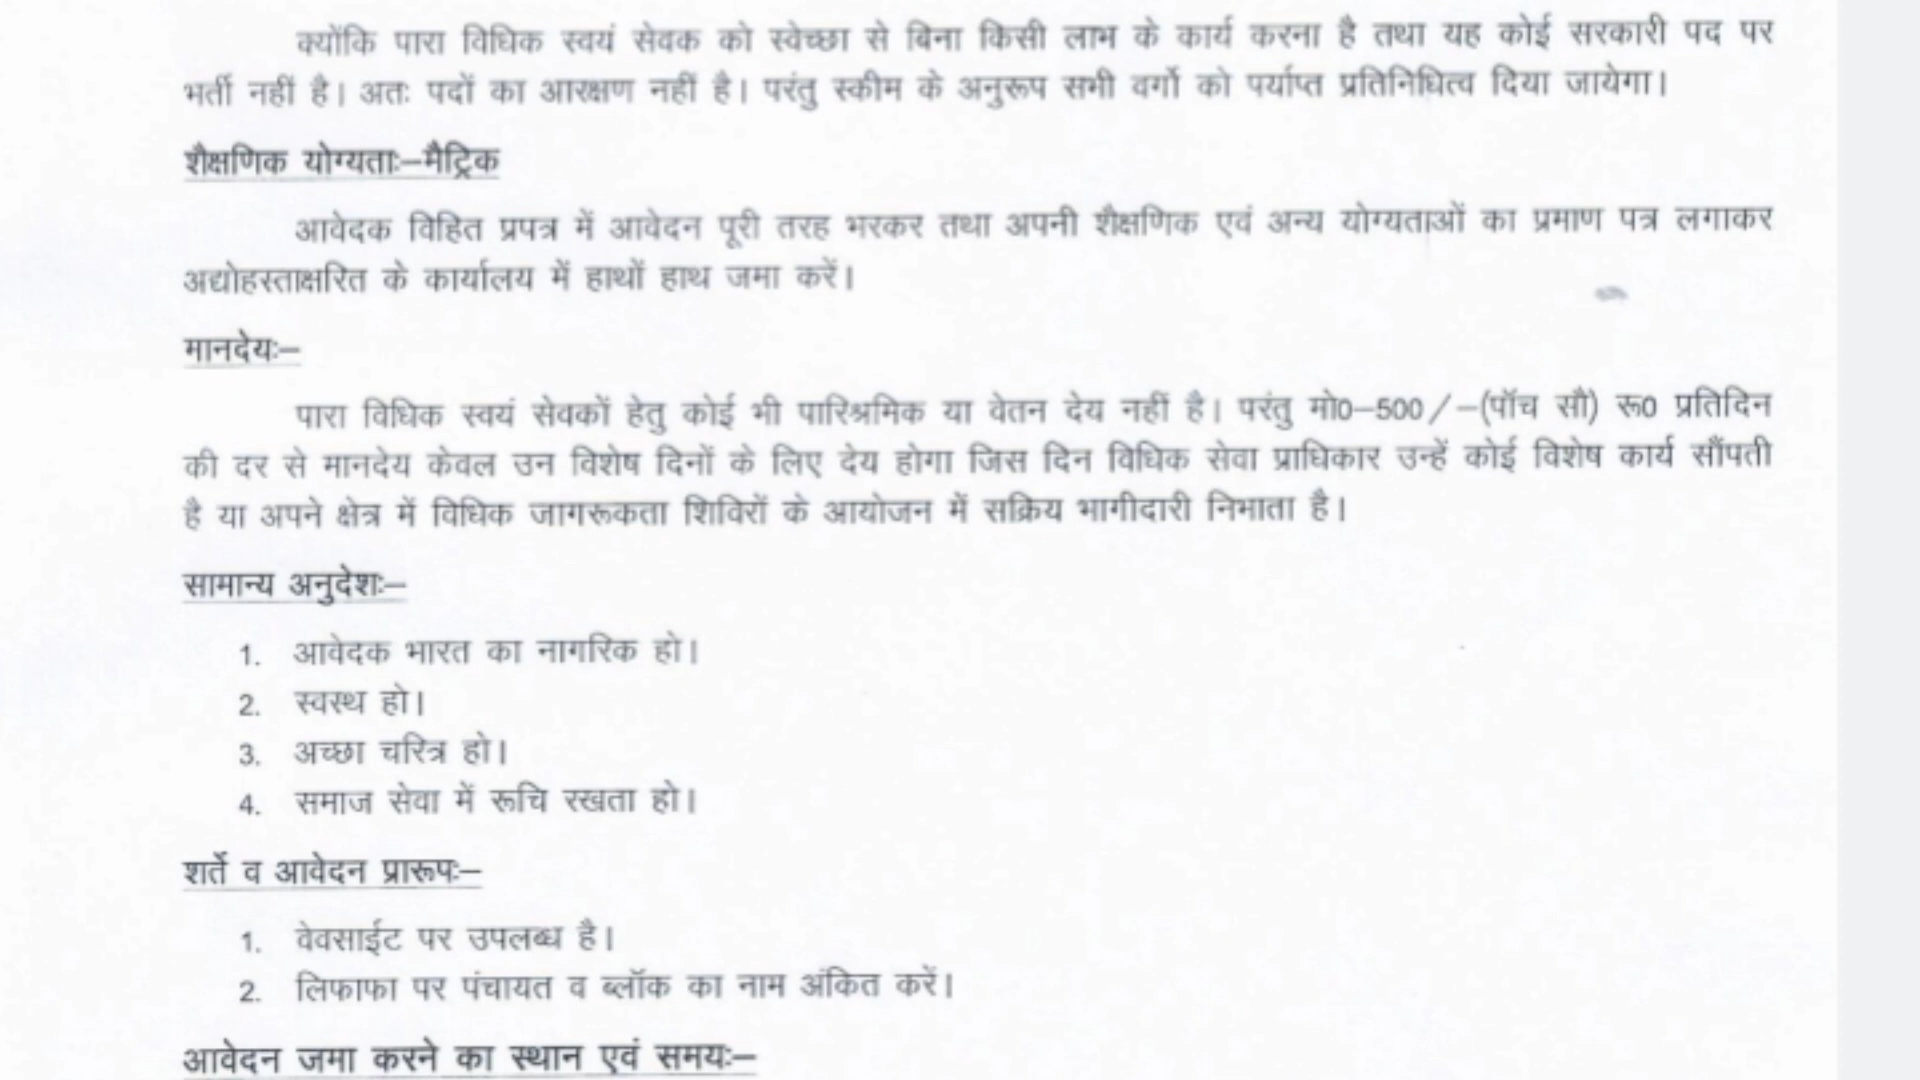 क्योंकि पारा विधिक स्वयं सेवक को स्वेच्छा से बिना किसी लाभ के कार्य करना है तथा यह कोई सरकारी पद पर
भर्ती नहीं है। अतः पदों का आरक्षण नहीं है। परंतु स्कीम के अनुरूप सभी वर्गो को पर्याप्त प्रतिनिधित्व दिया जायेगा।
शैक्षणिक योग्यताः–मैट्रिक
आवेदक विहित प्रपत्र में आवेदन पूरी तरह भरकर तथा अपनी शैक्षणिक एवं अन्य योग्यताओं का प्रमाण पत्र लगाकर
अद्योहस्ताक्षरित के कार्यालय में हाथों हाथ जमा करें।
मानदेयः–
पारा विधिक स्वयं सेवकों हेतु कोई भी पारिश्रमिक या वेतन देय नहीं है। परंतु मो0–500/–(पॉच सौ) रू0 प्रतिदिन
की दर से मानदेय केवल उन विशेष दिनों के लिए देय होगा जिस दिन विधिक सेवा प्राधिकार उन्हें कोई विशेष कार्य सौंपती
है या अपने क्षेत्र में विधिक जागरूकता शिविरों के आयोजन में सक्रिय भागीदारी निभाता है।
सामान्य अनुदेशः–
1. आवेदक भारत का नागरिक हो।
2. स्वस्थ हो।
3. अच्छा चरित्र हो।
4. समाज सेवा में रूचि रखता हो।
शर्ते व आवेदन प्रारूपः–
1. वेवसाईट पर उपलब्ध है।
2. लिफाफा पर पंचायत व ब्लॉक का नाम अंकित करें।
आवेदन जमा करने का स्थान एवं समयः–